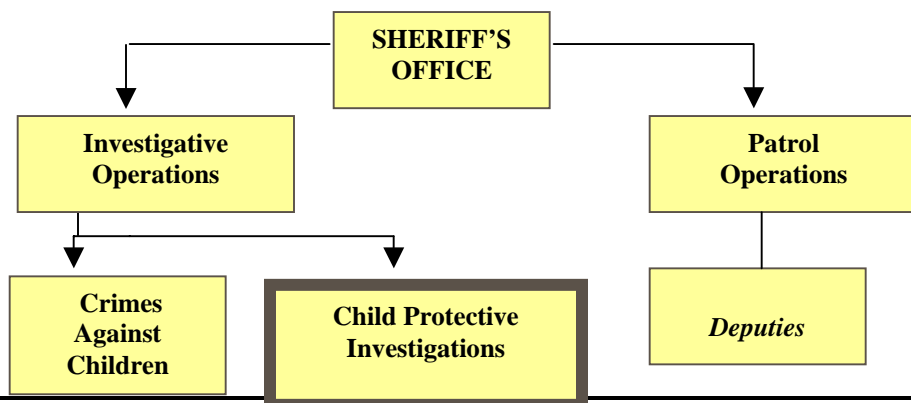 SHERIFF’S
OFFICE
Investigative
Operations
Patrol
Operations
Crimes
Against
Children
Child Protective
Investigations
Deputies